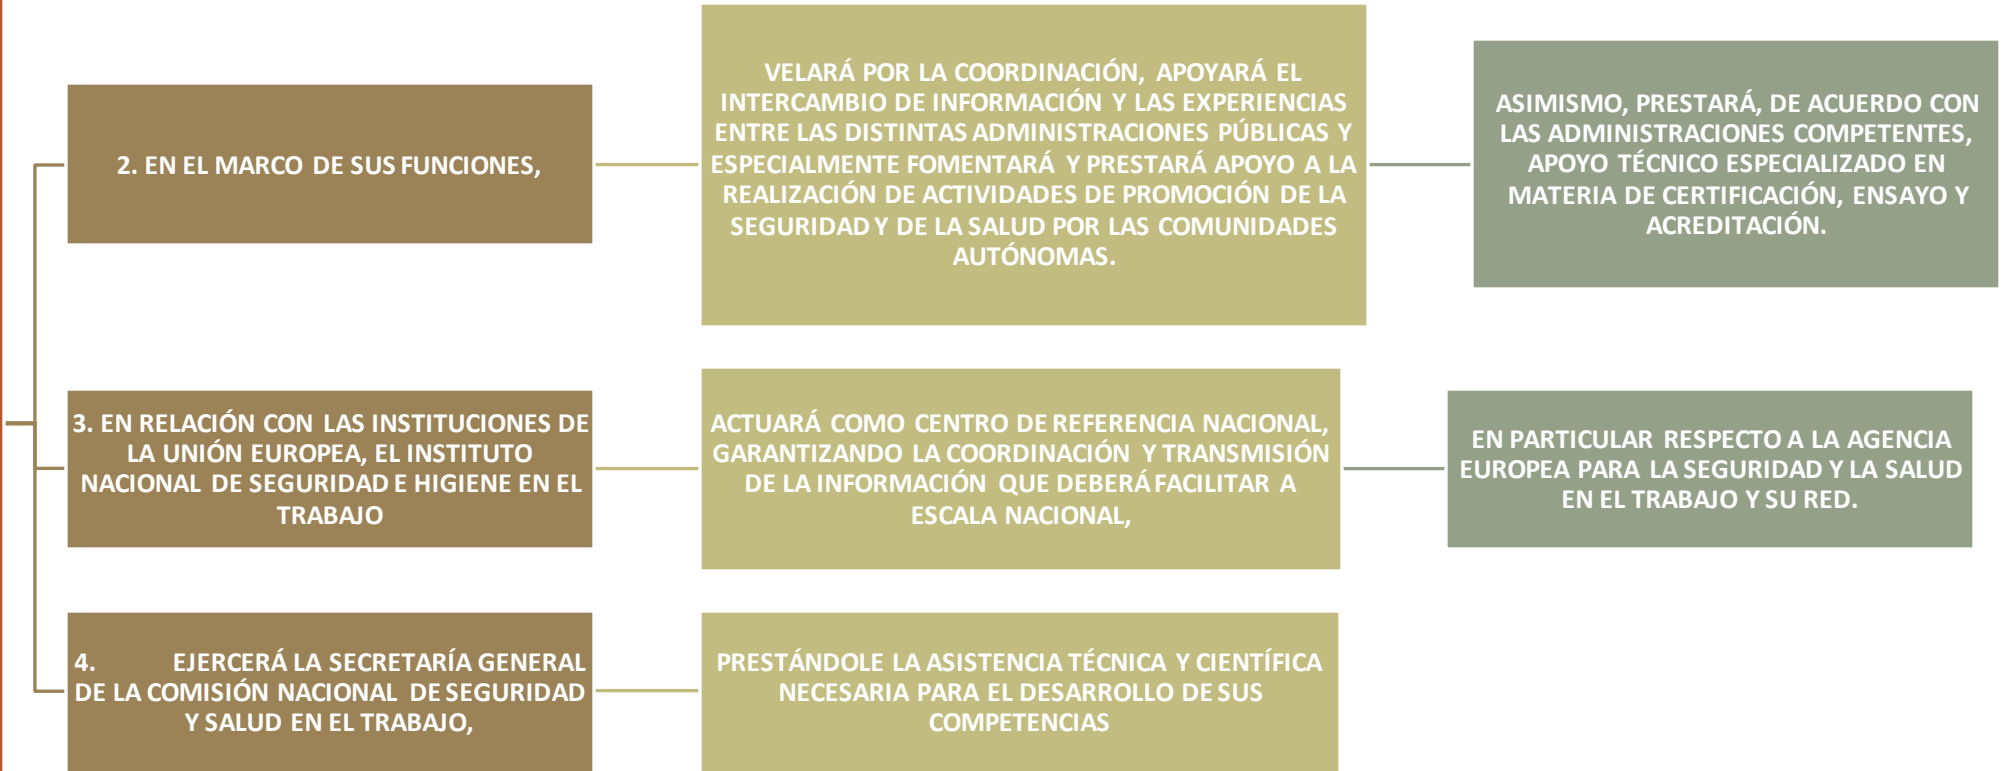 2. EN EL MARCO DE SUS FUNCIONES,
VELARÁ POR LA COORDINACIÓN, APOYARÁ EL
INTERCAMBIO DE INFORMACIÓN Y LAS EXPERIENCIAS
ENTRE LAS DISTINTAS ADMINISTRACIONES PÚBLICAS Y
ESPECIALMENTE FOMENTARÁ Y PRESTARÁ APOYO A LA
REALIZACIÓN DE ACTIVIDADES DE PROMOCIÓN DE LA
SEGURIDAD Y DE LA SALUD POR LAS COMUNIDADES
AUTÓNOMAS.
ASIMISMO, PRESTARÁ, DE ACUERDO CON
LAS ADMINISTRACIONES COMPETENTES,
APOYO TÉCNICO ESPECIALIZADO EN
MATERIA DE CERTIFICACIÓN, ENSAYO Y
ACREDITACIÓN.
3. EN RELACIÓN CON LAS INSTITUCIONES DE
LA UNIÓN EUROPEA, EL INSTITUTO
NACIONAL DE SEGURIDAD E HIGIENE EN EL
TRABAJO
ACTUARÁ COMO CENTRO DE REFERENCIA NACIONAL,
GARANTIZANDO LA COORDINACIÓN Y TRANSMISIÓN
DE LA INFORMACIÓN QUE DEBERÁ FACILITAR A
ESCALA NACIONAL,
EN PARTICULAR RESPECTO A LA AGENCIA
EUROPEA PARA LA SEGURIDAD Y LA SALUD
EN EL TRABAJO Y SU RED.
4. EJERCERÁ LA SECRETARÍA GENERAL
DE LA COMISIÓN NACIONAL DE SEGURIDAD
Y SALUD EN EL TRABAJO,
PRESTÁNDOLE LA ASISTENCIA TÉCNICA Y CIENTÍFICA
NECESARIA PARA EL DESARROLLO DE SUS
COMPETENCIAS